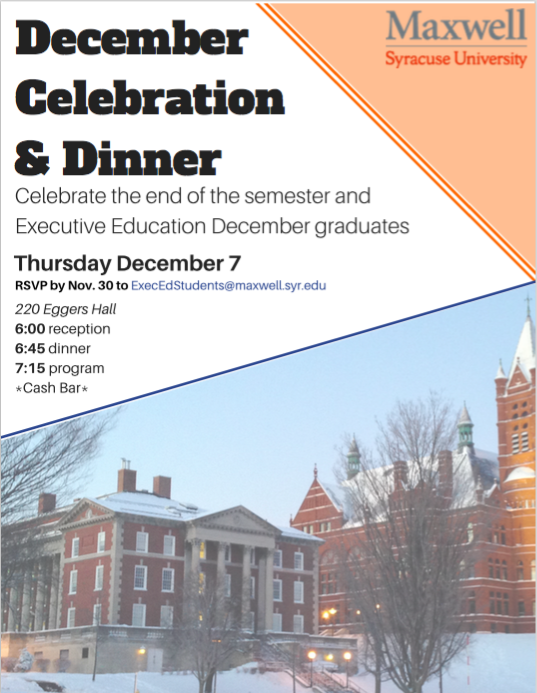 Maxwell
Syracuse University
December
Celebration
& Dinner
Celebrate the end of the semester and
Executive Education December graduates
Thursday December 7
RSVP by Nov. 30 to ExecEdStudents@maxwell.syr.edu
220 Eggers Hall
6:00 reception
6:45 dinner
7:15 program
*Cash Bar*